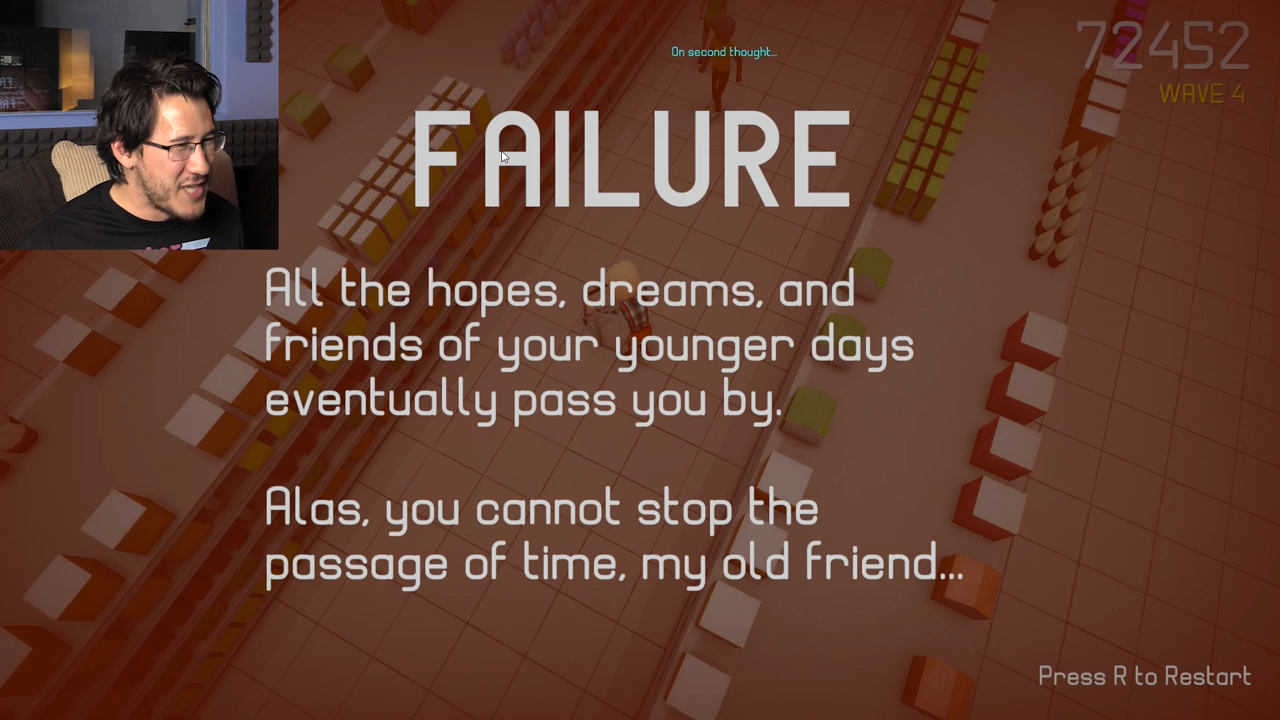 On second thought...
72452
WAVE 4
FAILURE
All the hopes, dreams, and
friends of your younger days
eventually pass you by.
Alas, you cannot stop the
passage of time, my old friend...
Press R to Restart